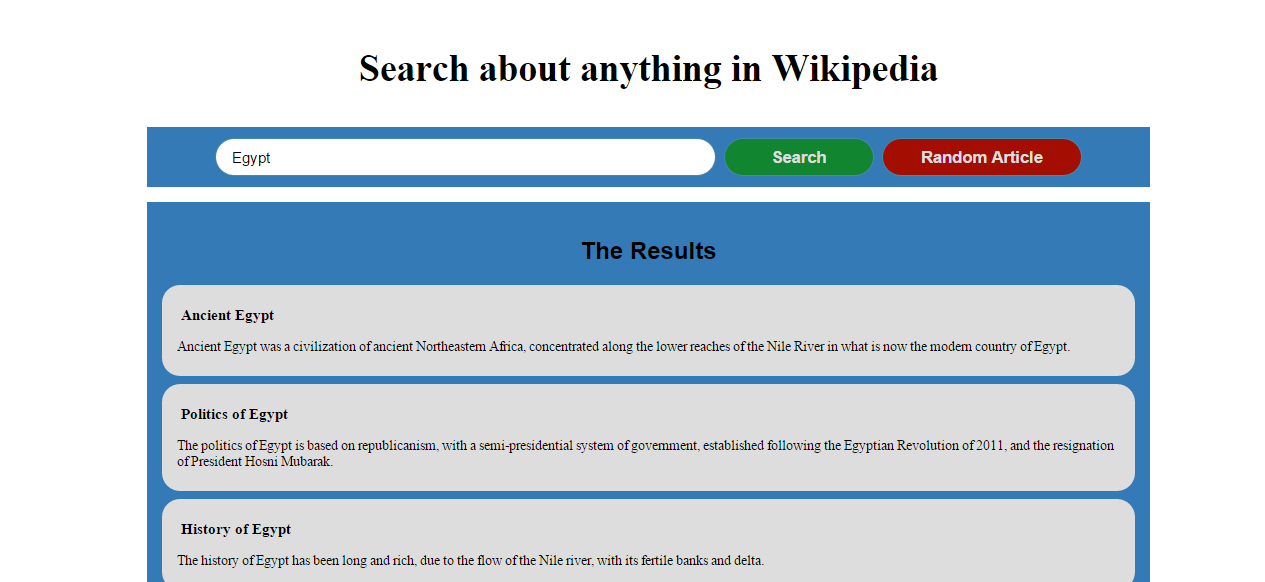 Search about anything in Wikipedia
Egypt
Search
Random Article
The Results
Ancient Egypt
Ancient Egypt was a civilization of ancient Northeastern Africa, concentrated along the lower reaches of the Nile River in what is now the modern country of Egypt.
Politics of Egypt
The politics of Egypt is based on republicanism, with a semi-presidential system of government, established following the Egyptian Revolution of 2011, and the resignation
of President Hosni Mubarak.
History of Egypt
The history of Egypt has been long and rich, due to the flow of the Nile river, with its fertile banks and delta.